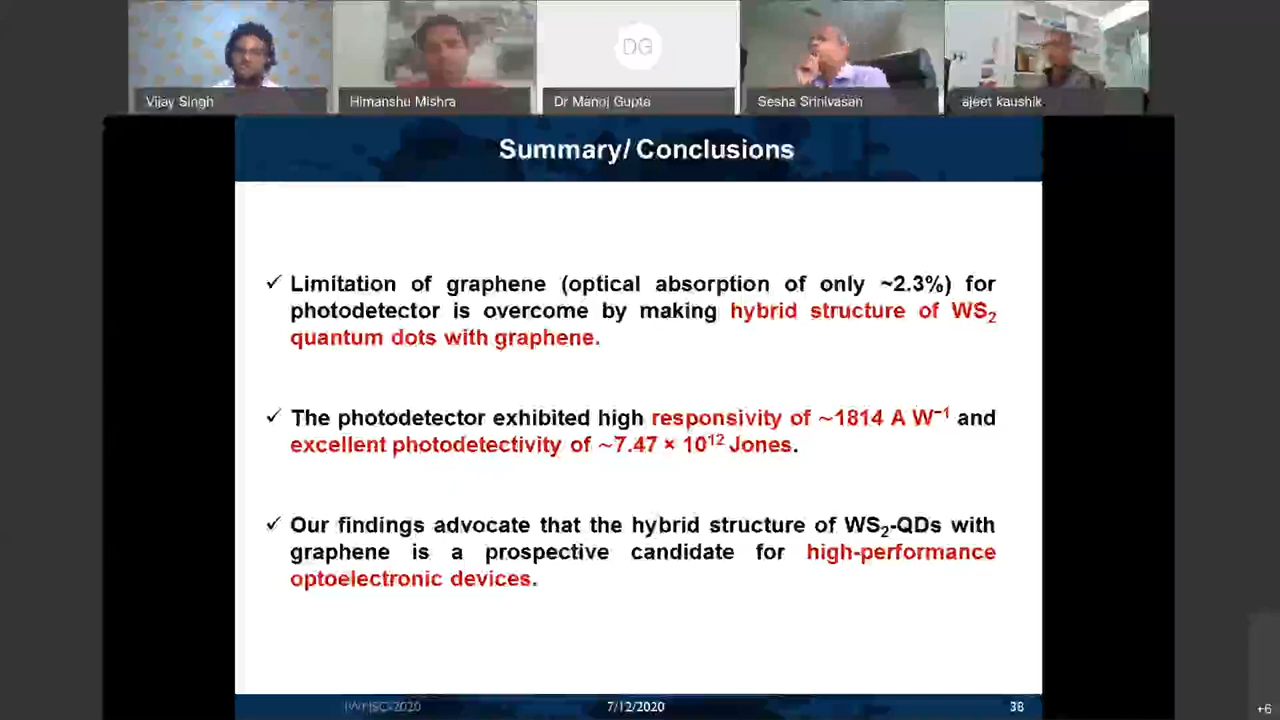 DG
Vijay Singh
Himanshu Mishra
Dr Manoj Gupta
Sesha Srinivasan
ajeet kaushik
Summary/ Conclusions
✓ Limitation of graphene (optical absorption of only ~2.3%) for
photodetector is overcome by making hybrid structure of WS₂
quantum dots with graphene.
✓ The photodetector exhibited high responsivity of ~1814 A W⁻¹ and
excellent photodetectivity of ~7.47 × 10¹² Jones.
✓ Our findings advocate that the hybrid structure of WS₂-QDs with
graphene is a prospective candidate for high-performance
optoelectronic devices.
7/12/2020
38
+6